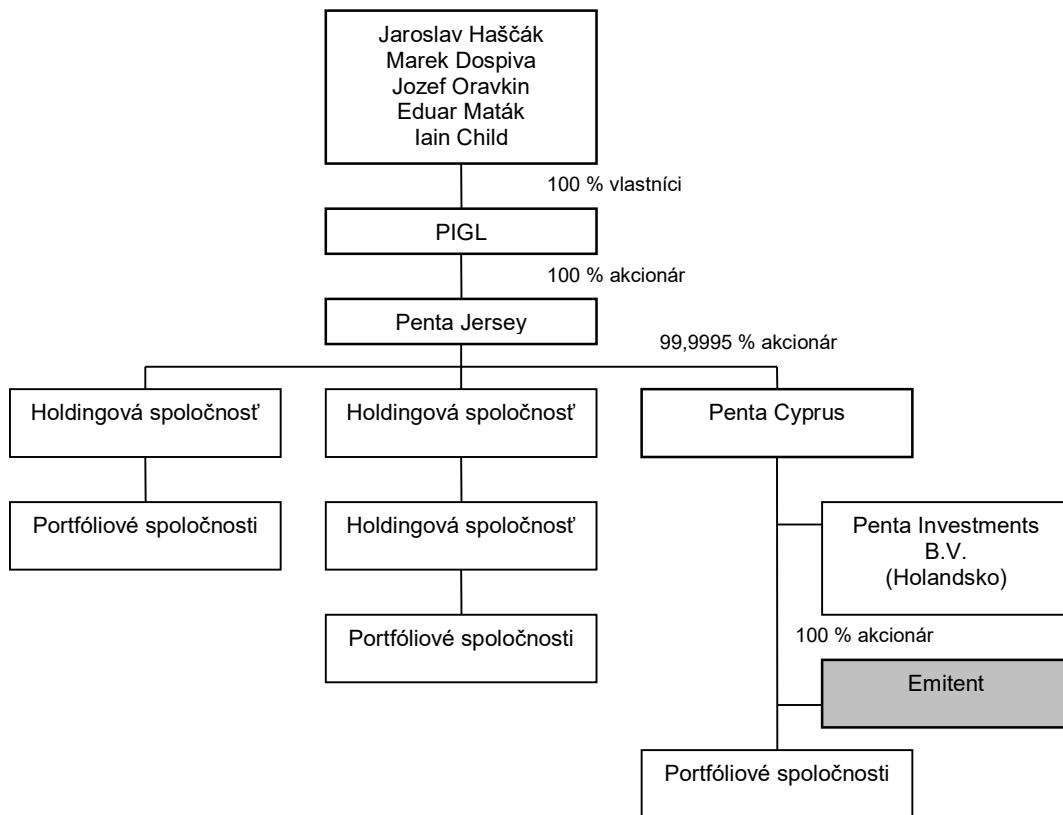 Jaroslav Haščák
Marek Dospiva
Jozef Oravkin
Eduar Maták
Iain Child
100 % vlastníci
PIGL
100 % akcionár
Penta Jersey
99,9995 % akcionár
Holdingová spoločnosť
Holdingová spoločnosť
Penta Cyprus
Portfóliové spoločnosti
Holdingová spoločnosť
Penta Investments
B.V.
(Holandsko)
Portfóliové spoločnosti
100 % akcionár
Emitent
Portfóliové spoločnosti